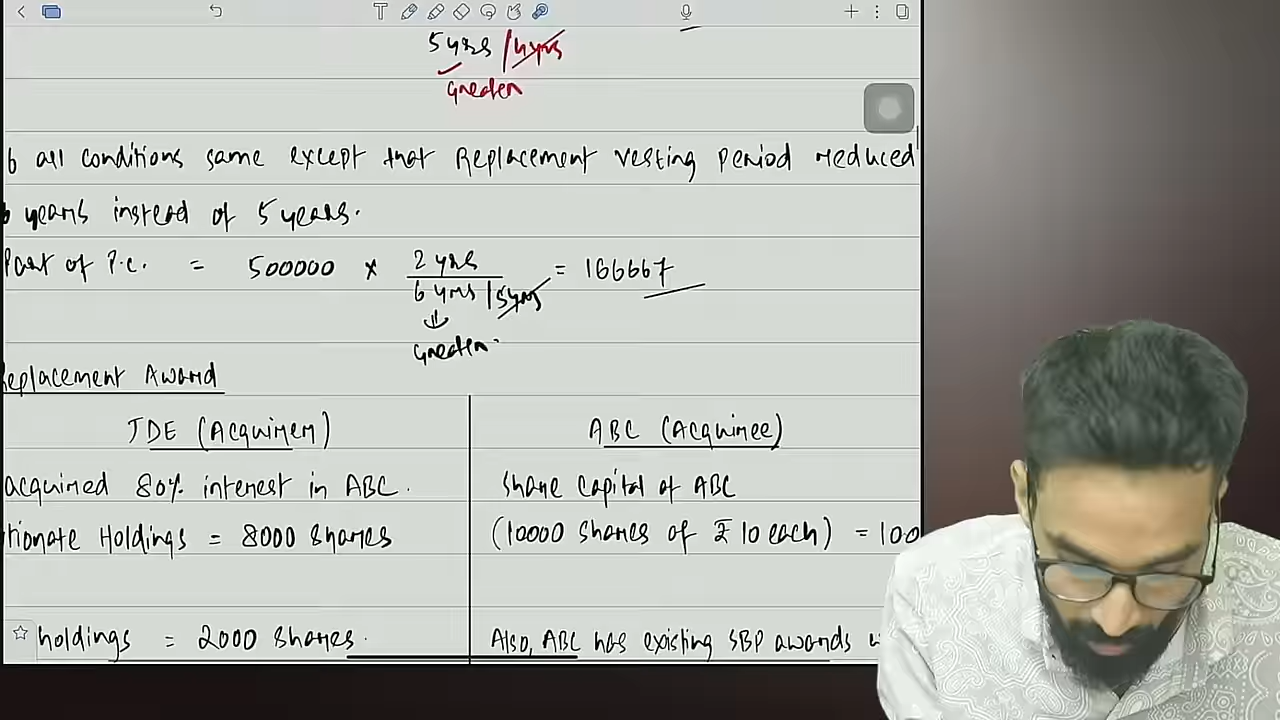 5 yrs / 4yrs
Greater
6 all conditions same except that Replacement vesting period reduced
years instead of 5 years.
Part of P.C. = 500000 × 2 yrs = 166667
6 yrs / 5yrs
Greater.
Replacement Award
JDE (Acquirer)
ABC (Acquiree)
acquired 80% interest in ABC.
Share Capital of ABC
tionate Holdings = 8000 Shares
(10000 Shares of ₹ 10 each) = 100
holdings = 2000 Shares.
Also, ABC has existing SBP awards